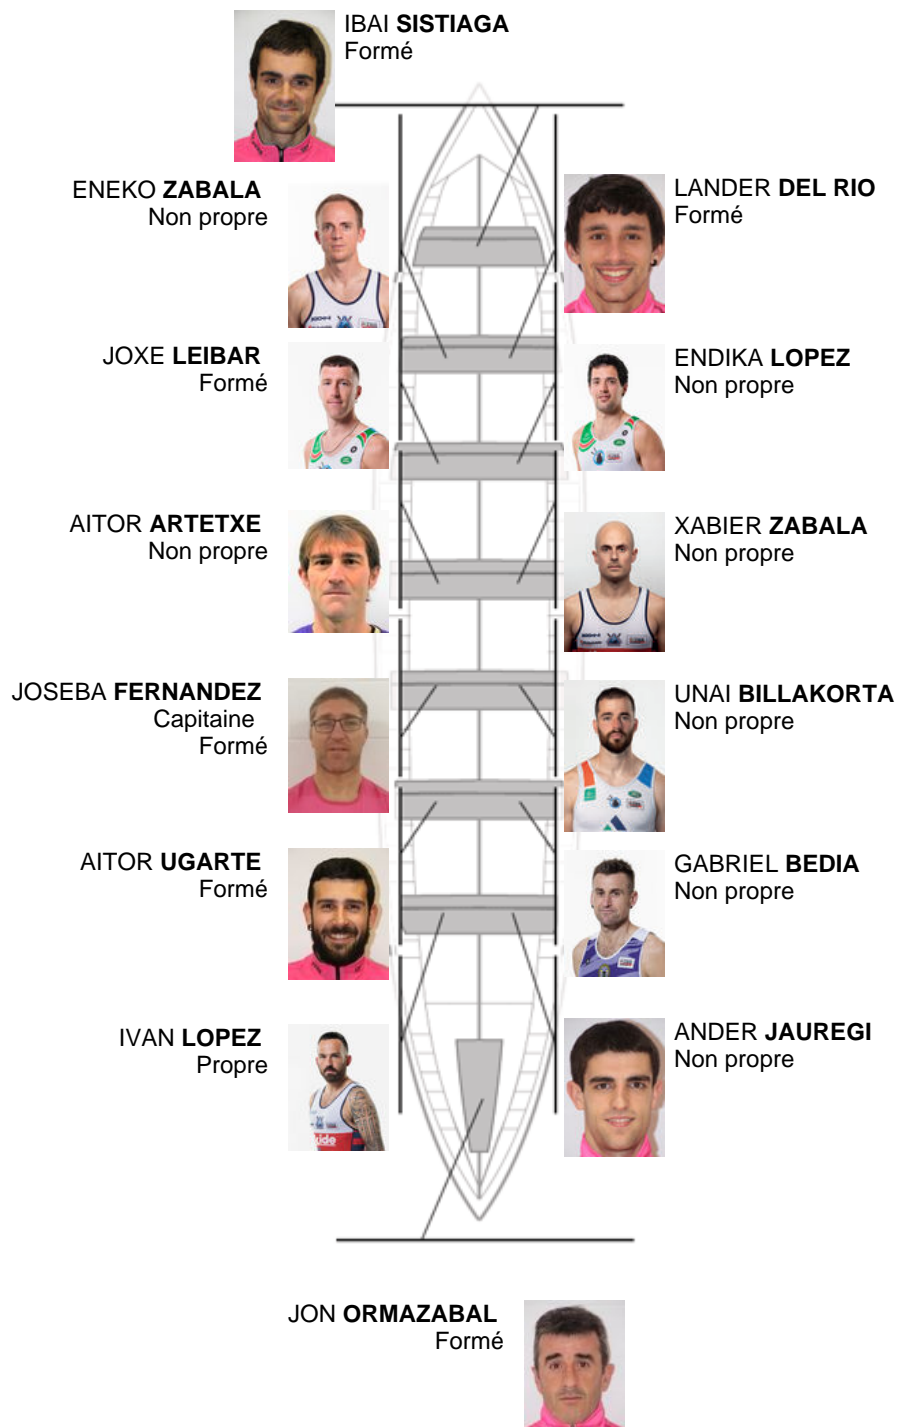 IBAI SISTIAGA
Formé
ENEKO ZABALA
Non propre
LANDER DEL RIO
Formé
JOXE LEIBAR
Formé
ENDIKA LOPEZ
Non propre
AITOR ARTETXE
Non propre
XABIER ZABALA
Non propre
JOSEBA FERNANDEZ
Capitaine
Formé
UNAI BILLAKORTA
Non propre
AITOR UGARTE
Formé
GABRIEL BEDIA
Non propre
IVAN LOPEZ
Propre
ANDER JAUREGI
Non propre
JON ORMAZABAL
Formé